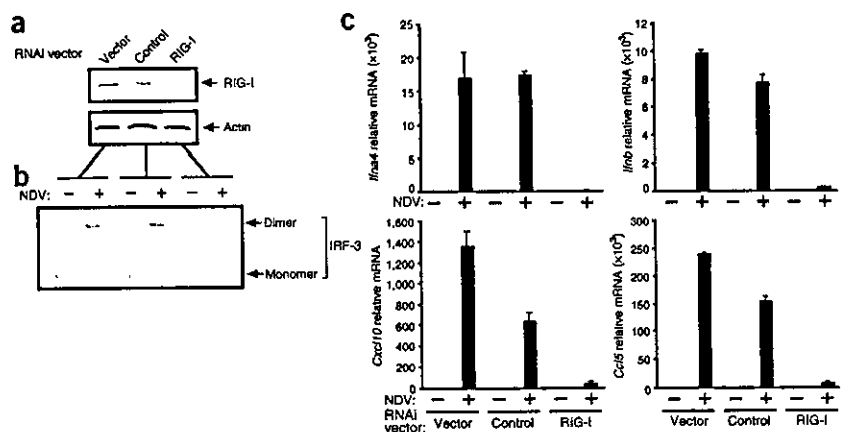 a
RNAi vector
Vector
Control
RIG-I
RIG-I
Actin
b
NDV: – + – + – +
Dimer
IRF-3
Monomer
c
Ifna4 relative mRNA (×10³)
25
20
15
10
5
0
NDV: – + – + – +
Ifnb relative mRNA (×10³)
12
10
8
6
4
2
0
– + – + – +
Cxcl10 relative mRNA
1,600
1,400
1,200
1,000
800
600
400
200
0
NDV: – + – + – +
RNAi vector: Vector Control RIG-I
Ccl5 relative mRNA (×10³)
300
250
200
150
100
50
0
– + – + – +
Vector Control RIG-I